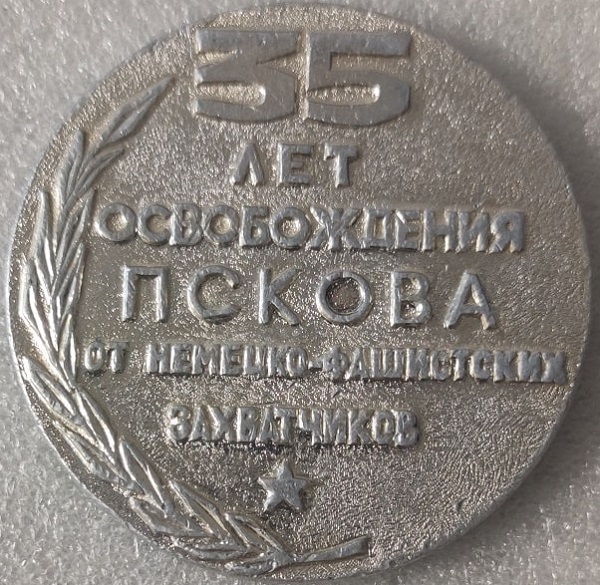 35
ЛЕТ
ОСВОБОЖДЕНИЯ
ПСКОВА
ОТ НЕМЕЦКО-ФАШИСТСКИХ
ЗАХВАТЧИКОВ